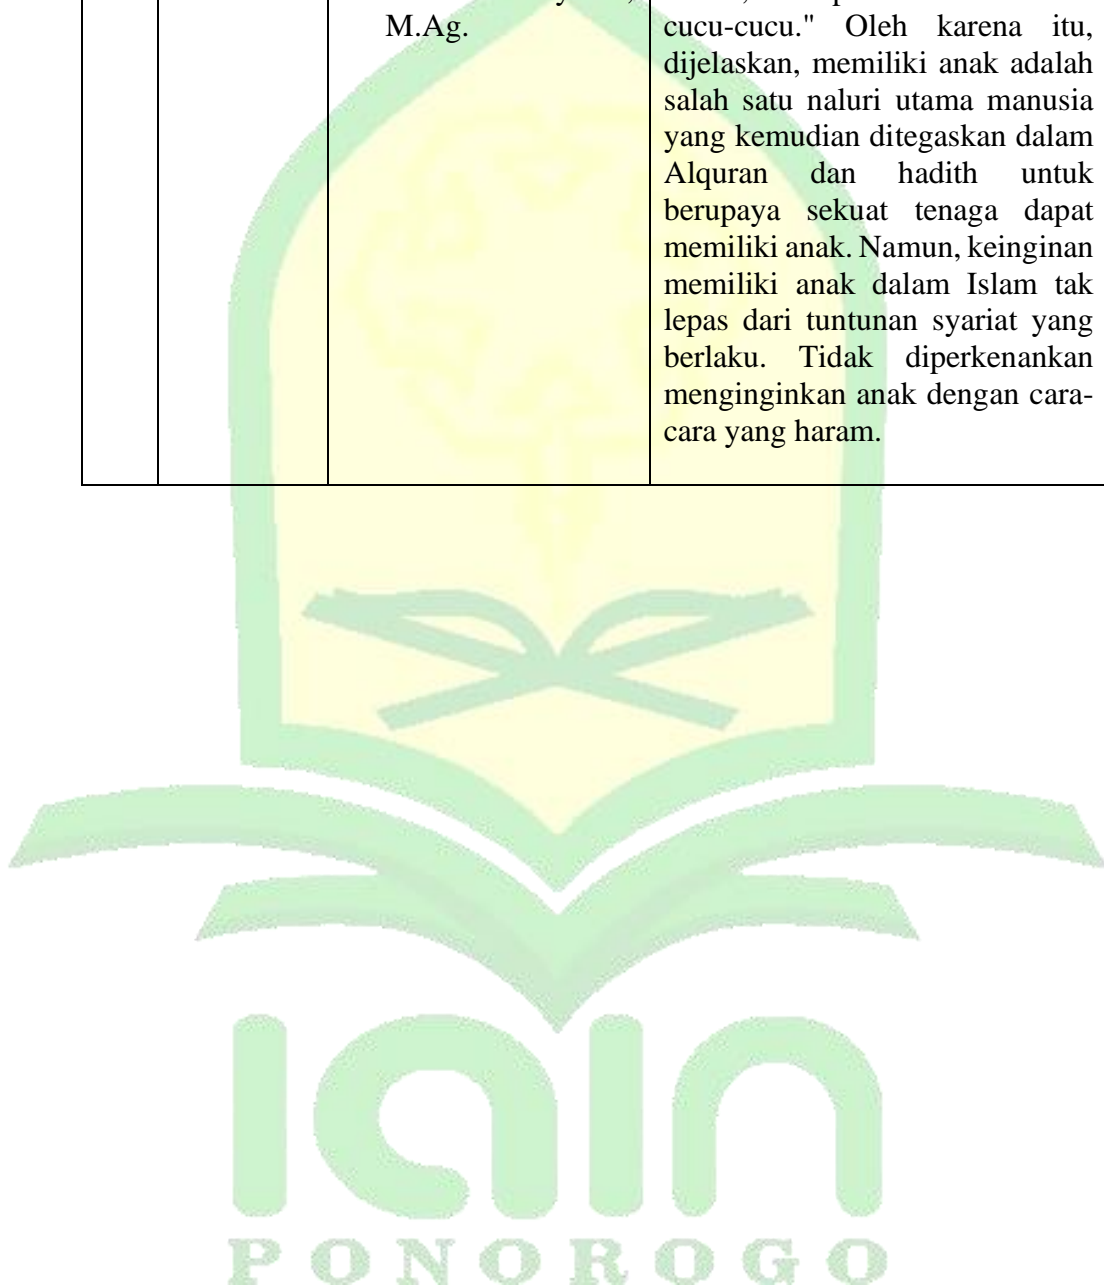 M.Ag.
cucu-cucu." Oleh karena itu,
dijelaskan, memiliki anak adalah
salah satu naluri utama manusia
yang kemudian ditegaskan dalam
Alquran dan hadith untuk
berupaya sekuat tenaga dapat
memiliki anak. Namun, keinginan
memiliki anak dalam Islam tak
lepas dari tuntunan syariat yang
berlaku. Tidak diperkenankan
menginginkan anak dengan cara-
cara yang haram.
iain
PONOROGO